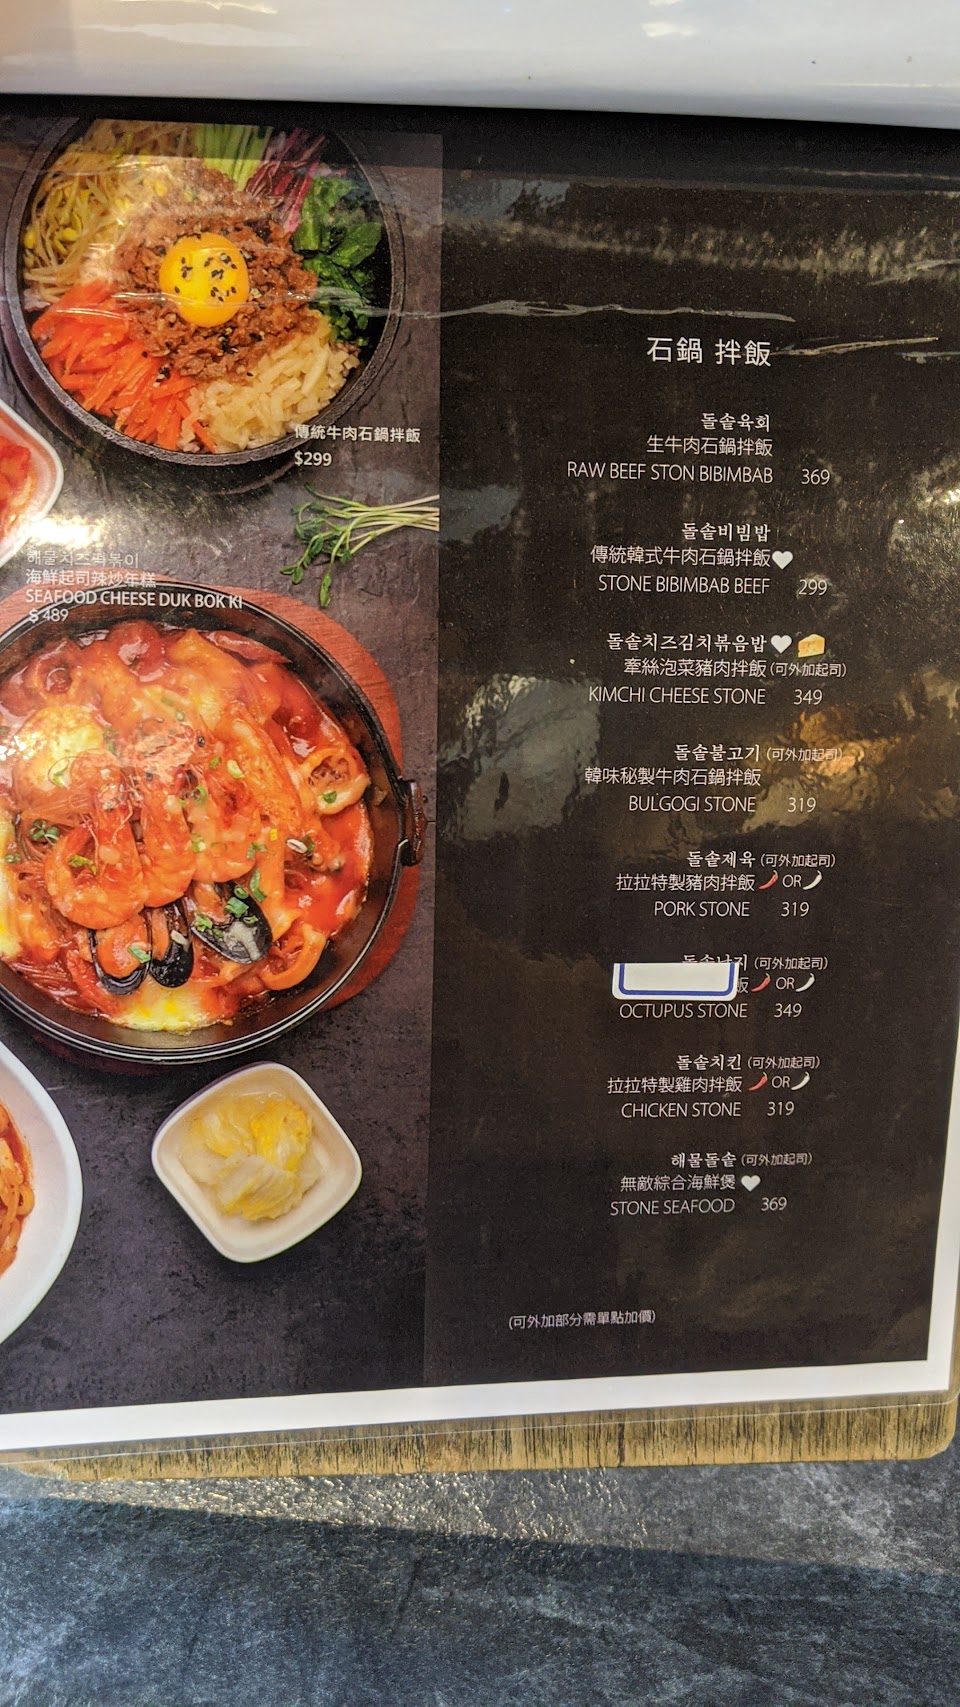 傳統牛肉石鍋拌飯
$299
해물치즈떡볶이
海鮮起司辣炒年糕
SEAFOOD CHEESE DUK BOK KI
$ 489
石鍋 拌飯
돌솥육회
生牛肉石鍋拌飯
RAW BEEF STON BIBIMBAB 369
돌솥비빔밥
傳統韓式牛肉石鍋拌飯
STONE BIBIMBAB BEEF 299
돌솥치즈김치볶음밥
牽絲泡菜豬肉拌飯 (可外加起司)
KIMCHI CHEESE STONE 349
돌솥불고기 (可外加起司)
韓味秘製牛肉石鍋拌飯
BULGOGI STONE 319
돌솥제육 (可外加起司)
拉拉特製豬肉拌飯 OR
PORK STONE 319
(可外加起司)
飯 OR
OCTUPUS STONE 349
돌솥치킨 (可外加起司)
拉拉特製雞肉拌飯 OR
CHICKEN STONE 319
해물돌솥 (可外加起司)
無敵綜合海鮮煲
STONE SEAFOOD 369
(可外加部分需單點加價)